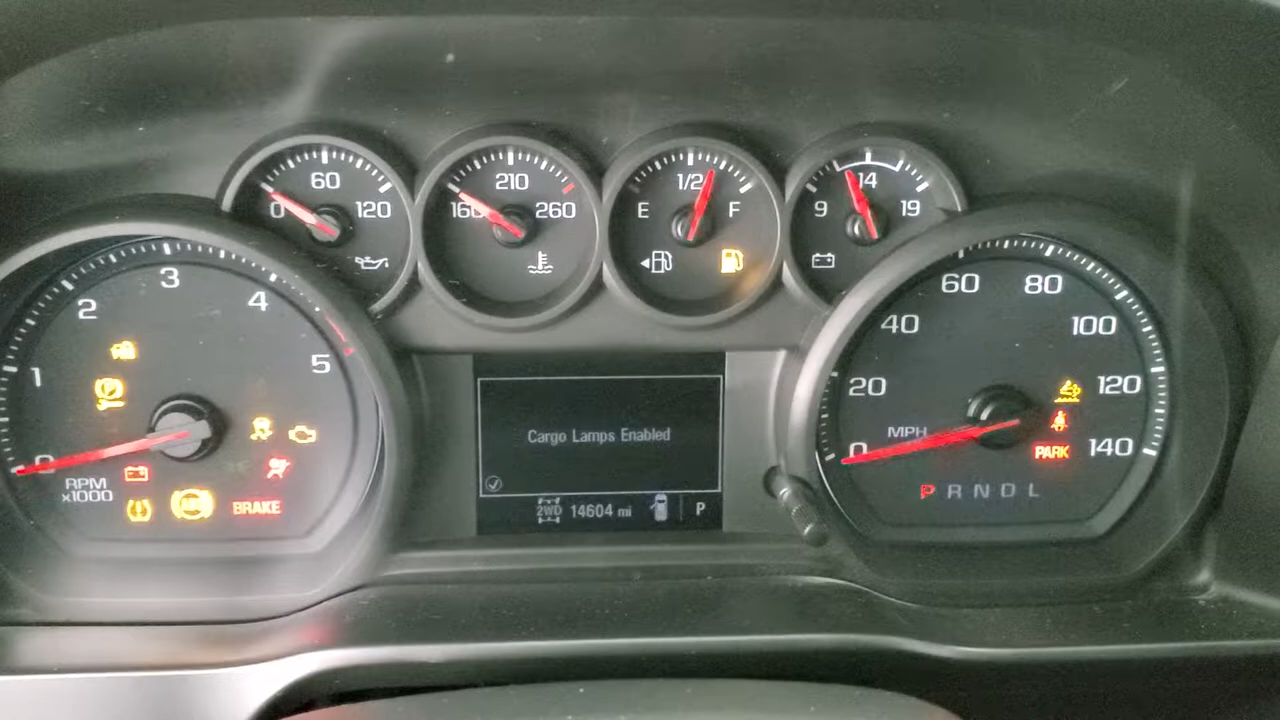 60
0 120
210
160 260
1/2
E F
14
9 19
3
2 4
1 5
0
RPM
x1000
BRAKE
Cargo Lamps Enabled
2WD 14604 mi P
60 80
40 100
20 120
MPH
0 140
PARK
P R N D L